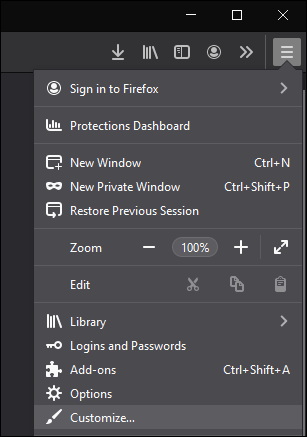 Sign in to Firefox
Protections Dashboard
New Window Ctrl+N
New Private Window Ctrl+Shift+P
Restore Previous Session
Zoom 100%
Edit
Library
Logins and Passwords
Add-ons Ctrl+Shift+A
Options
Customize...